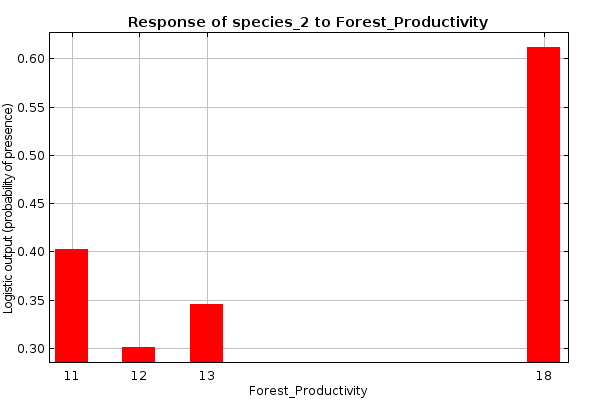 Response of species_2 to Forest_Productivity
Logistic output (probability of presence)
0.60
0.55
0.50
0.45
0.40
0.35
0.30
11 12 13 18
Forest_Productivity